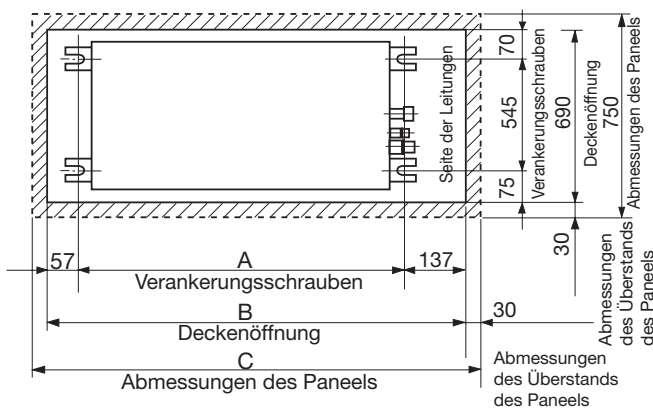 Seite der Leitungen
70
545
75
Verankerungsschrauben
690
Deckenöffnung
750
Abmessungen des Paneels
30
Abmessungen
des Überstands
des Paneels
57
A
137
Verankerungsschrauben
B
30
Deckenöffnung
C
Abmessungen des Paneels
Abmessungen
des Überstands
des Paneels